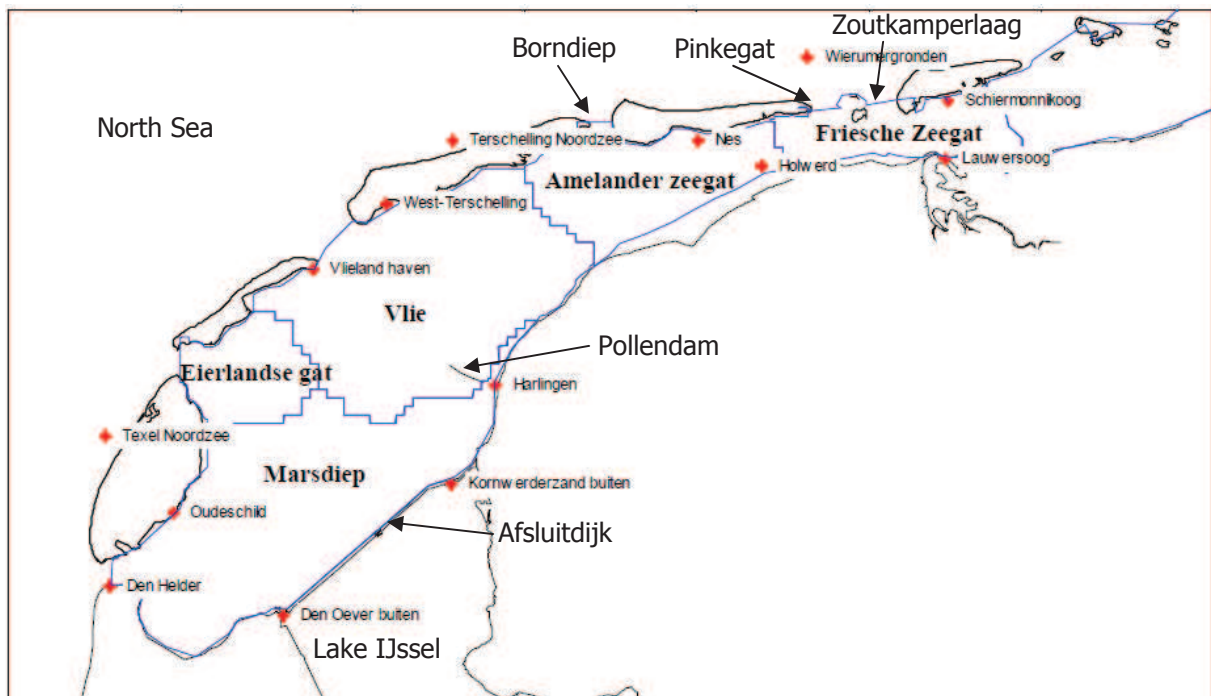 Zoutkamperlaag
Borndiep
Pinkegat
Wierumergronden
Schiermonnikoog
North Sea
Terschelling Noordzee
Nes
Friesche Zeegat
Lauwersoog
Holwerd
Amelander zeegat
West-Terschelling
Vlieland haven
Vlie
Pollendam
Eierlandse gat
Harlingen
Texel Noordzee
Marsdiep
Kornwerderzand buiten
Oudeschild
Afsluitdijk
Den Helder
Den Oever buiten
Lake IJssel